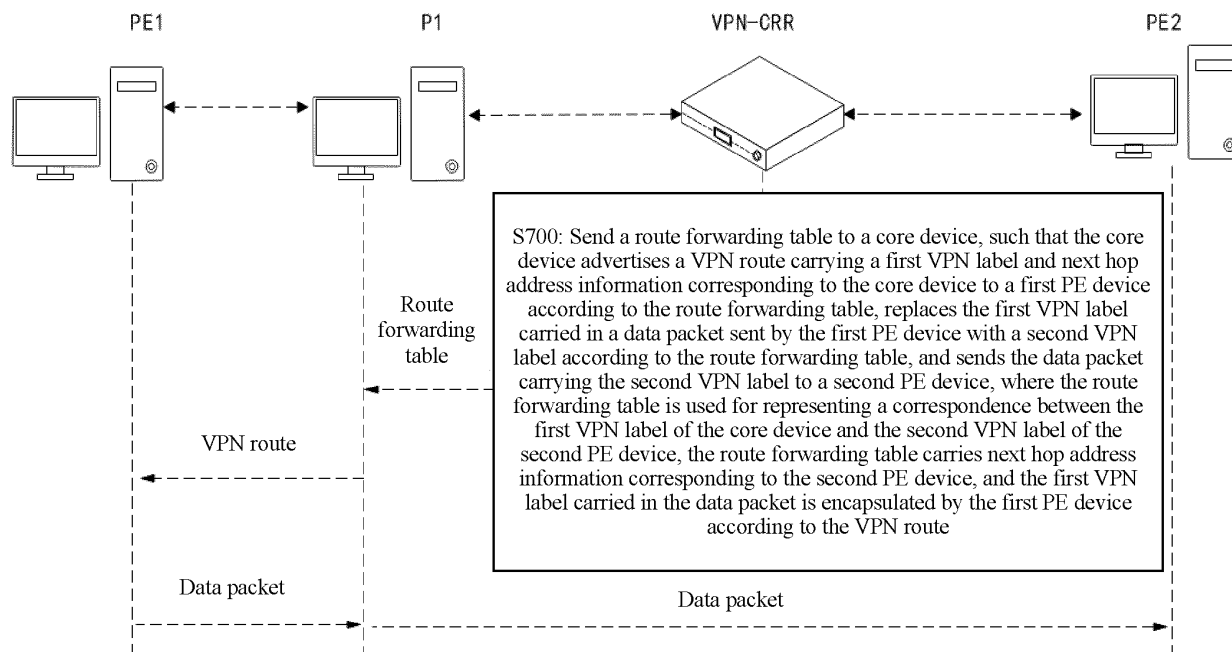 PE1
P1
VPN-CRR
PE2
S700: Send a route forwarding table to a core device, such that the core
device advertises a VPN route carrying a first VPN label and next hop
address information corresponding to the core device to a first PE device
according to the route forwarding table, replaces the first VPN label
carried in a data packet sent by the first PE device with a second VPN
label according to the route forwarding table, and sends the data packet
carrying the second VPN label to a second PE device, where the route
forwarding table is used for representing a correspondence between the
first VPN label of the core device and the second VPN label of the
second PE device, the route forwarding table carries next hop address
information corresponding to the second PE device, and the first VPN
label carried in the data packet is encapsulated by the first PE device
according to the VPN route
Route
forwarding
table
VPN route
Data packet
Data packet